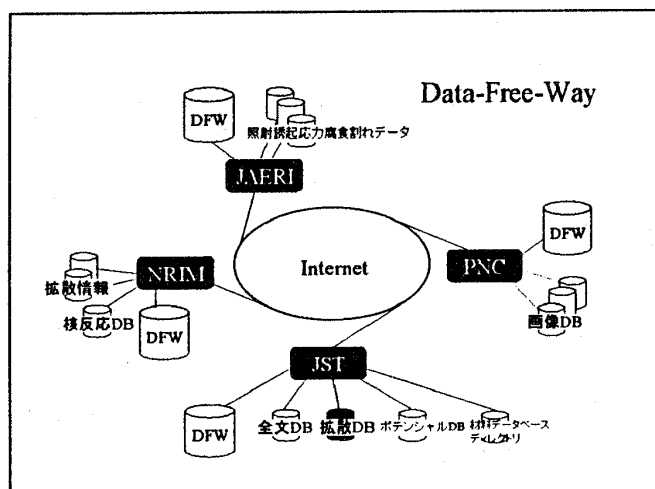 Data-Free-Way
DFW
照射誘起応力腐食割れデータ
JAERI
DFW
Internet
PNC
NRIM
拡散情報
核反応DB
DFW
画像DB
JST
DFW
全文DB
拡散DB
ポテンシャルDB
材料データベース
ディレクトリ